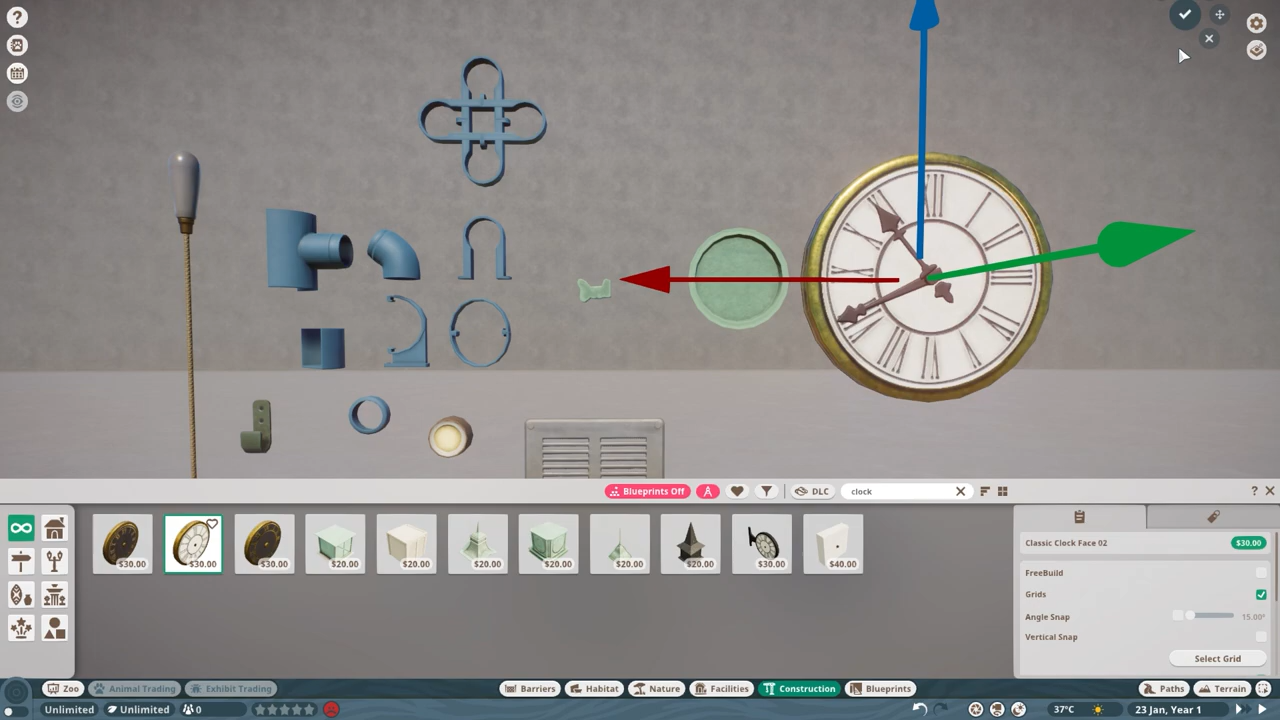 XII
Blueprints Off
DLC
clock
?
$30.00
$30.00
$30.00
$20.00
$20.00
$20.00
$20.00
$20.00
$20.00
$30.00
$40.00
Classic Clock Face 02
$30.00
FreeBuild
Grids
Angle Snap
15.00°
Vertical Snap
Select Grid
Zoo
Animal Trading
Exhibit Trading
Barriers
Habitat
Nature
Facilities
Construction
Blueprints
Paths
Terrain
Unlimited
Unlimited
0
37°C
23 Jan, Year 1